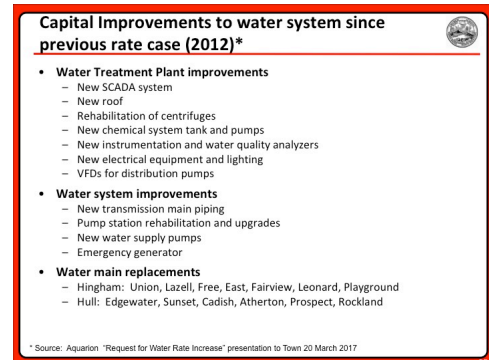 Capital Improvements to water system since
previous rate case (2012)*
• Water Treatment Plant improvements
– New SCADA system
– New roof
– Rehabilitation of centrifuges
– New chemical system tank and pumps
– New instrumentation and water quality analyzers
– New electrical equipment and lighting
– VFDs for distribution pumps
• Water system improvements
– New transmission main piping
– Pump station rehabilitation and upgrades
– New water supply pumps
– Emergency generator
• Water main replacements
– Hingham: Union, Lazell, Free, East, Fairview, Leonard, Playground
– Hull: Edgewater, Sunset, Cadish, Atherton, Prospect, Rockland
* Source: Aquarion "Request for Water Rate Increase" presentation to Town 20 March 2017